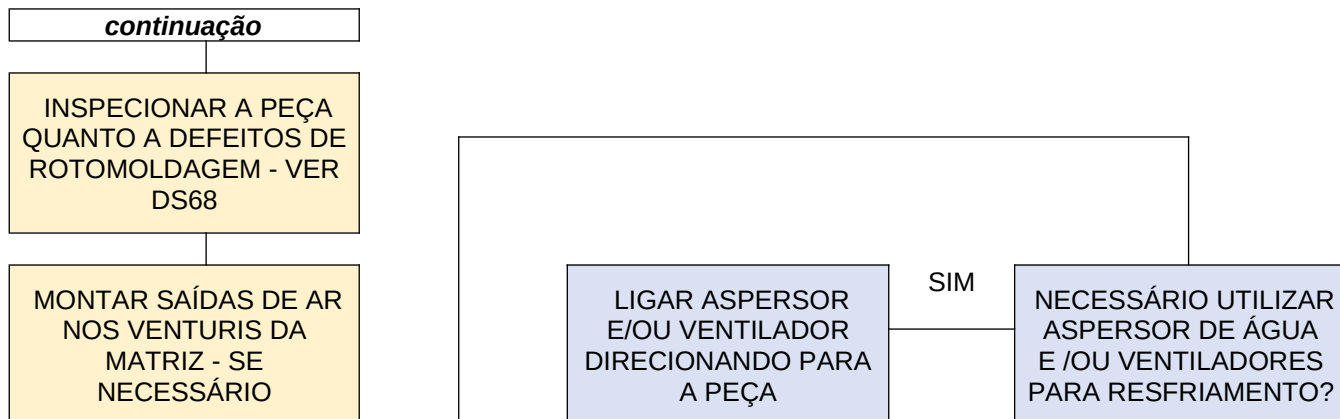 continuação
INSPECIONAR A PEÇA
QUANTO A DEFEITOS DE
ROTOMOLDAGEM - VER
DS68
MONTAR SAÍDAS DE AR
NOS VENTURIS DA
MATRIZ - SE
NECESSÁRIO
LIGAR ASPERSOR
E/OU VENTILADOR
DIRECIONANDO PARA
A PEÇA
SIM
NECESSÁRIO UTILIZAR
ASPERSOR DE ÁGUA
E /OU VENTILADORES
PARA RESFRIAMENTO?